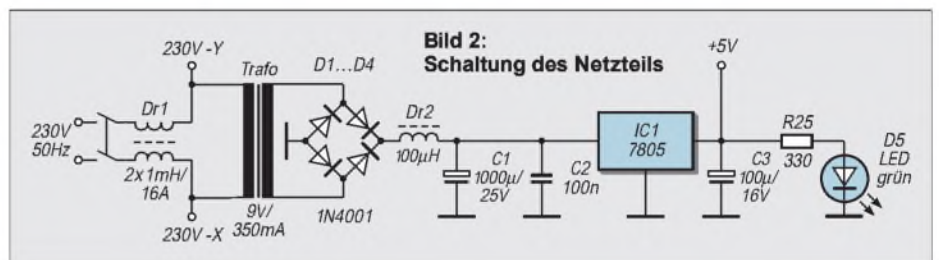 Bild 2:
Schaltung des Netzteils
230V -Y
Trafo
D1...D4
+5V
Dr1
230V
50Hz
2x1mH/
16A
230V -X
9V/
350mA
1N4001
Dr2
100µH
C1
1000µ/
25V
C2
100n
IC1
7805
C3
100µ/
16V
R25
330
D5
LED
grün